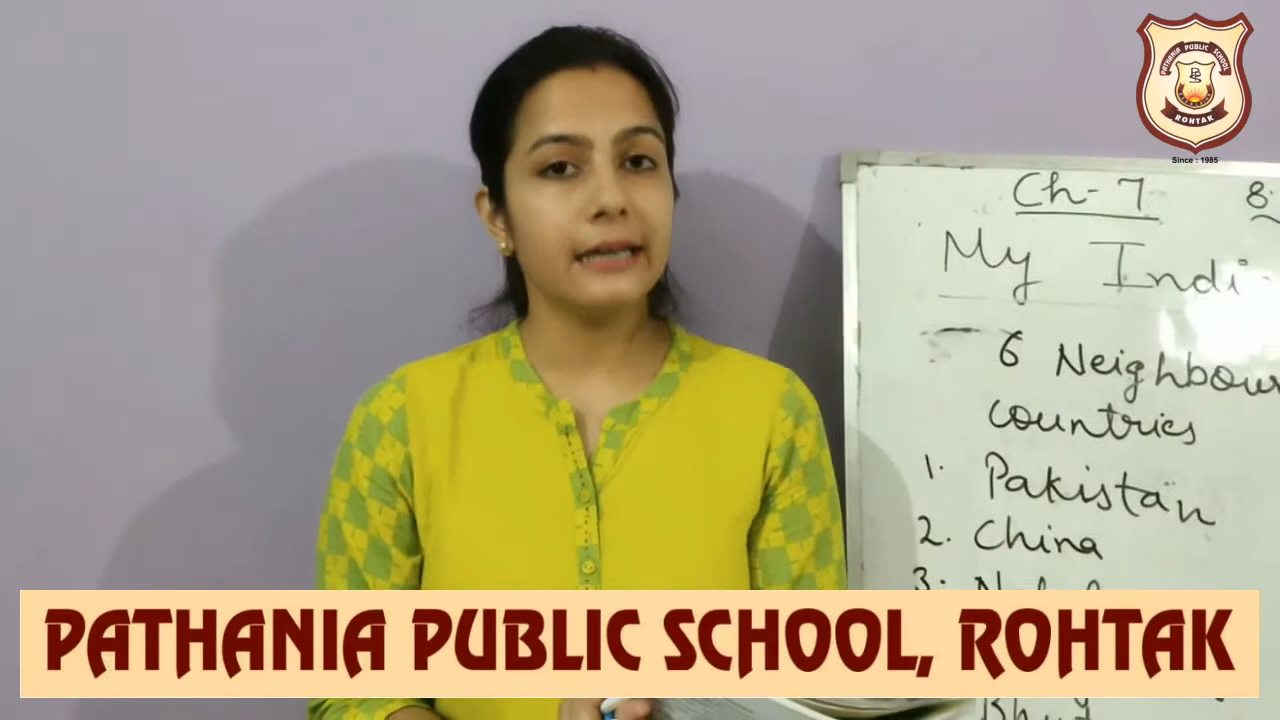 PATHANIA PUBLIC SCHOOL
PS
ROHTAK
Since : 1985
Ch-7
8.
My Indi
6 Neighbour
countries
1. Pakistan
2. China
3.
PATHANIA PUBLIC SCHOOL, ROHTAK